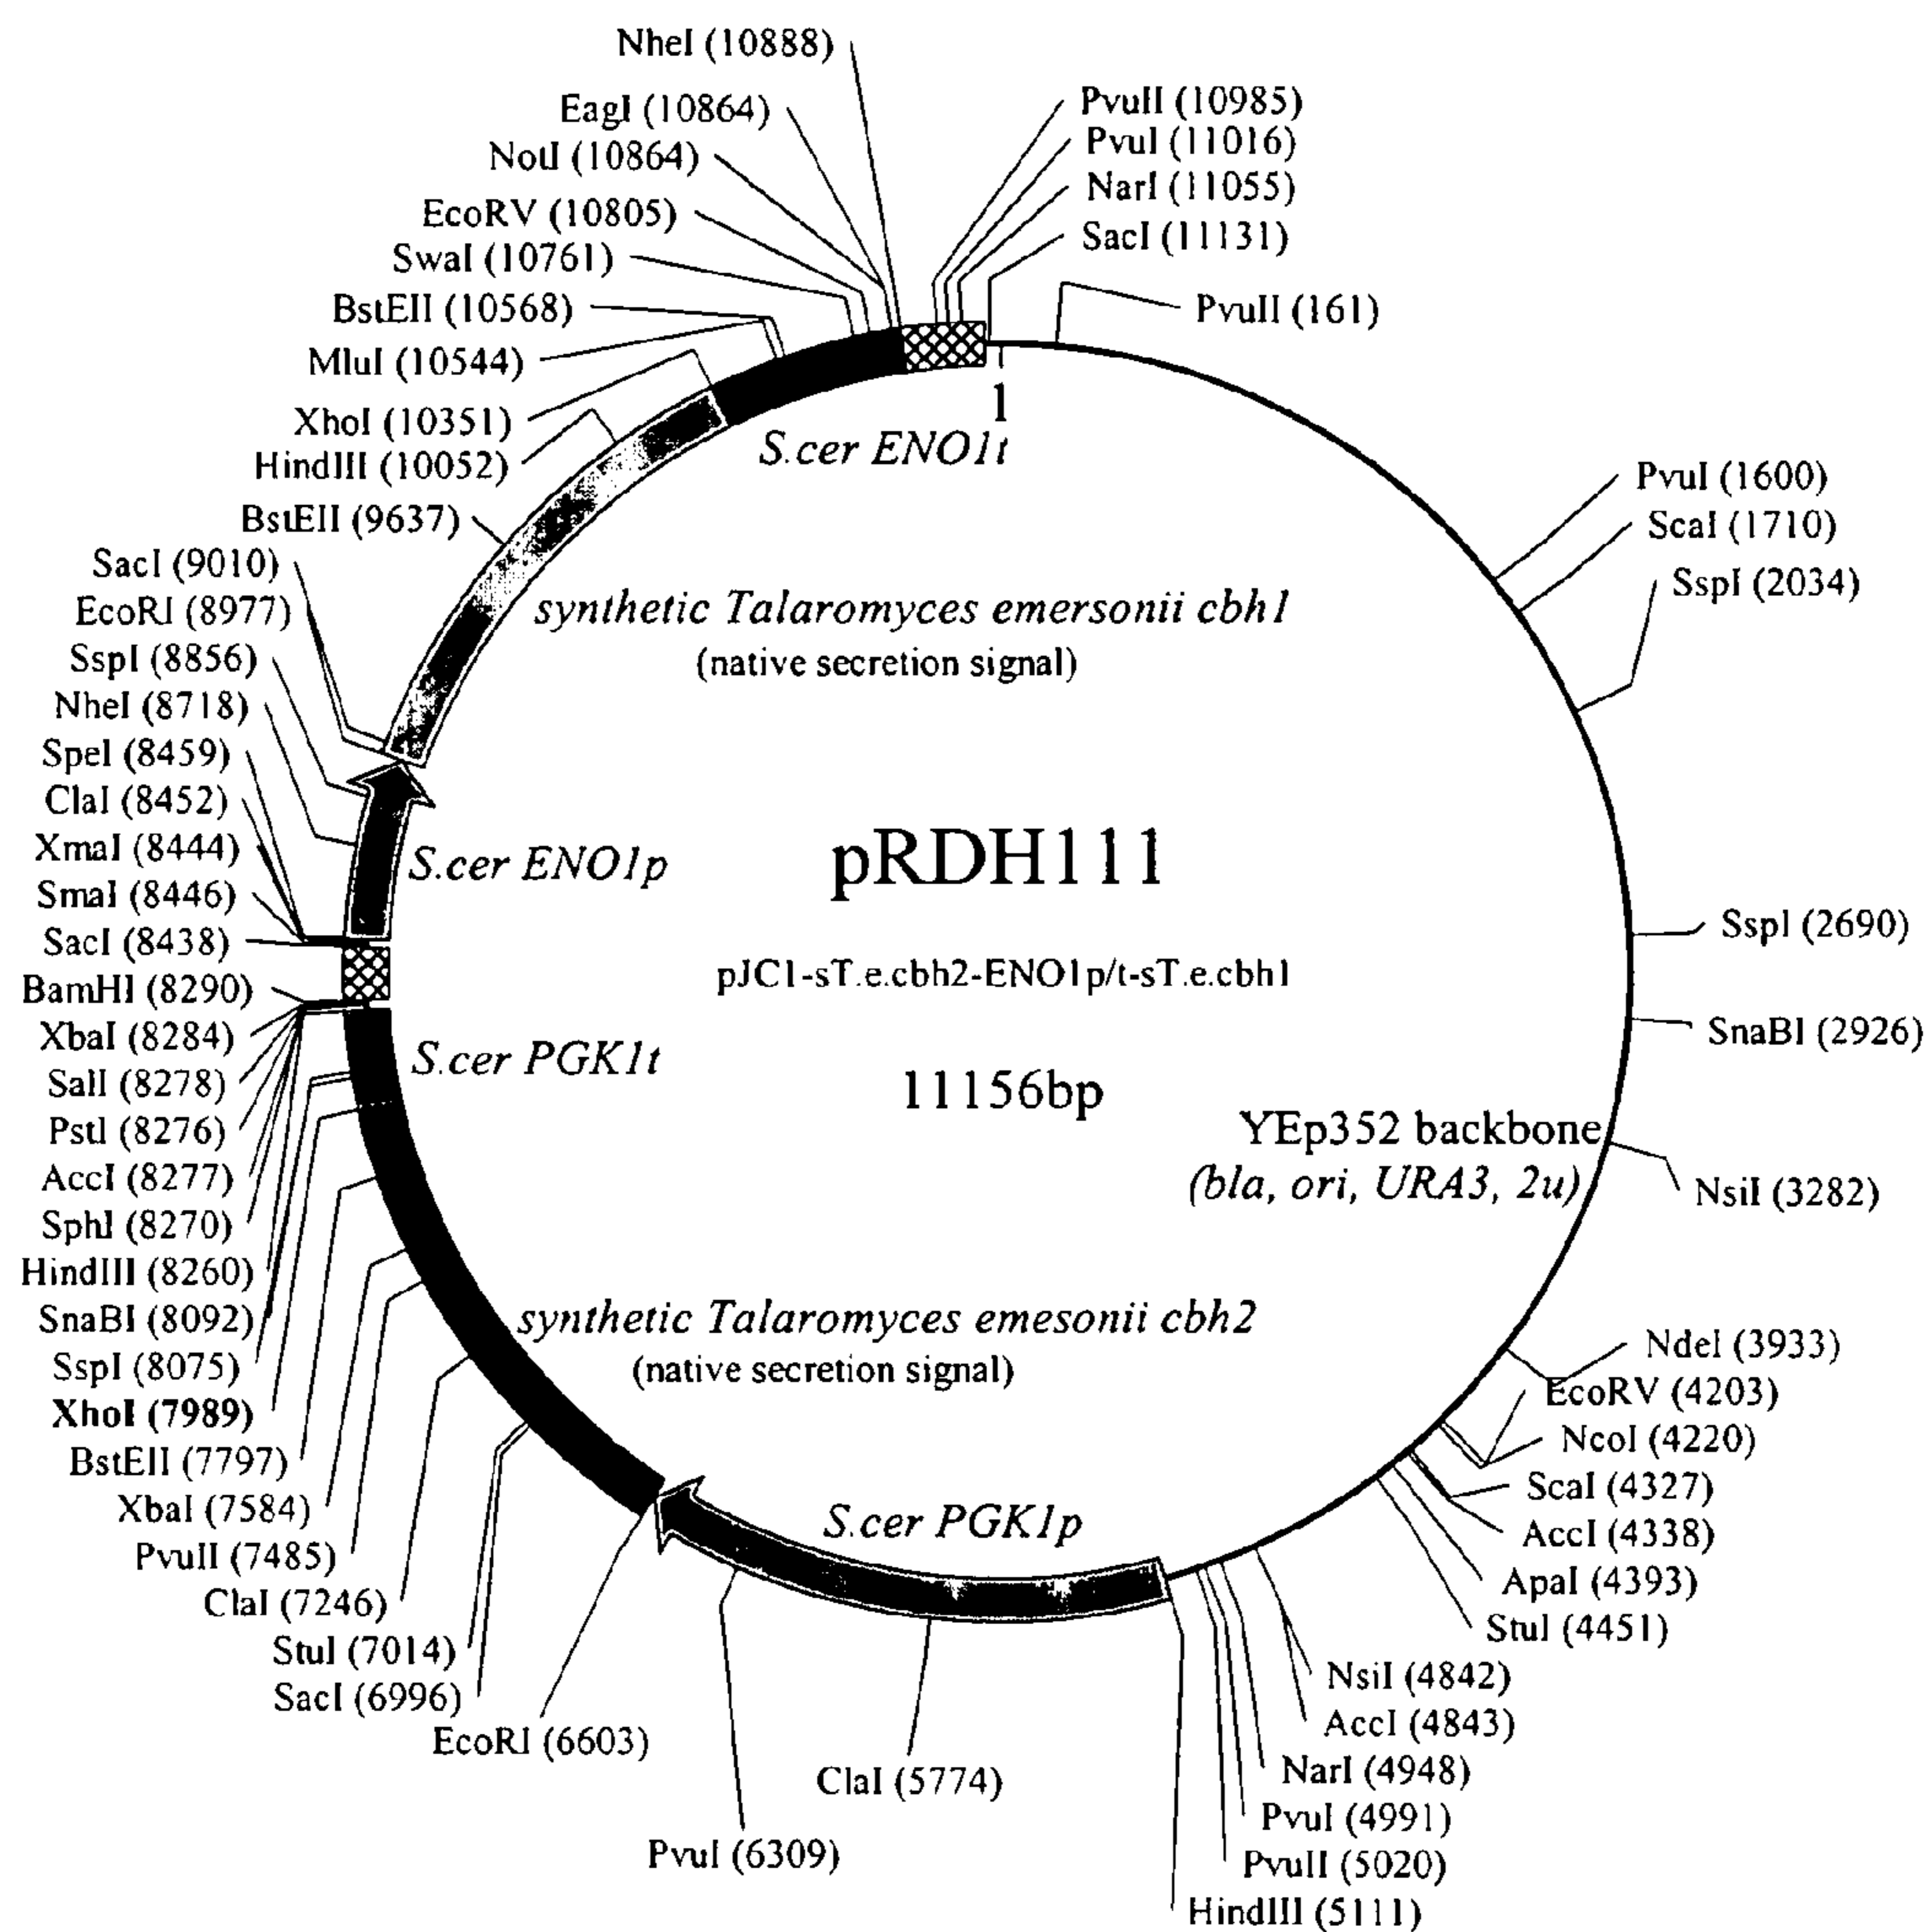 NheI (10888)
EagI (10864)
NotI (10864)
EcoRV (10805)
SwaI (10761)
BstEII (10568)
MluI (10544)
XhoI (10351)
HindIII (10052)
BstEII (9637)
SacI (9010)
EcoRI (8977)
SspI (8856)
NheI (8718)
SpeI (8459)
ClaI (8452)
XmaI (8444)
SmaI (8446)
SacI (8438)
BamHI (8290)
XbaI (8284)
SalI (8278)
PstI (8276)
AccI (8277)
SphI (8270)
HindIII (8260)
SnaBI (8092)
SspI (8075)
XhoI (7989)
BstEII (7797)
XbaI (7584)
PvuII (7485)
ClaI (7246)
StuI (7014)
SacI (6996)
EcoRI (6603)
PvuI (6309)
ClaI (5774)
PvuII (10985)
PvuI (11016)
NarI (11055)
SacI (11131)
PvuII (161)
PvuI (1600)
ScaI (1710)
SspI (2034)
SspI (2690)
SnaBI (2926)
NsiI (3282)
NdeI (3933)
EcoRV (4203)
NcoI (4220)
ScaI (4327)
AccI (4338)
ApaI (4393)
StuI (4451)
NsiI (4842)
AccI (4843)
NarI (4948)
PvuI (4991)
PvuII (5020)
HindIII (5111)
1
S.cer ENO1t
synthetic Talaromyces emersonii cbh1
(native secretion signal)
S.cer ENO1p
pRDH111
pJC1-sT.e.cbh2-ENO1p/t-sT.e.cbh1
S.cer PGK1t
11156bp
YEp352 backbone
(bla, ori, URA3, 2u)
synthetic Talaromyces emesonii cbh2
(native secretion signal)
S.cer PGK1p